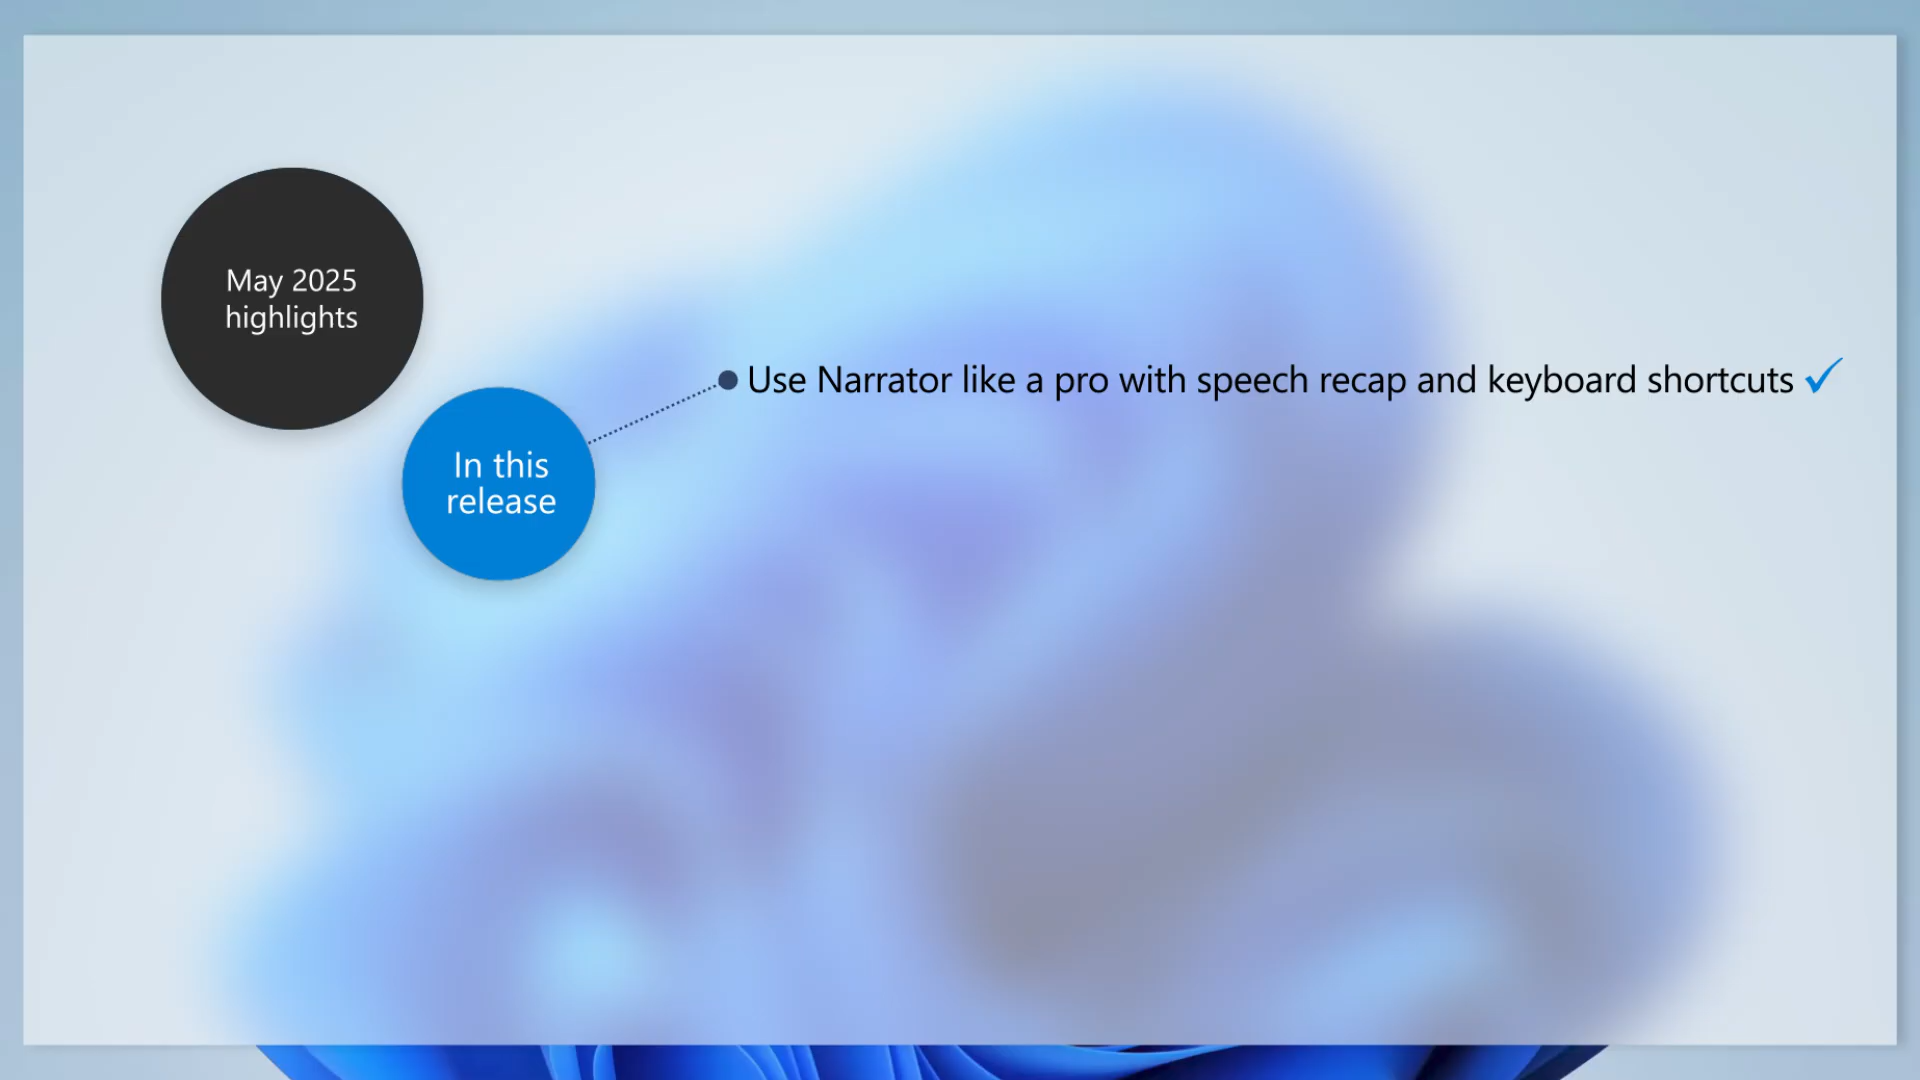 May 2025
highlights
In this
release
Use Narrator like a pro with speech recap and keyboard shortcuts